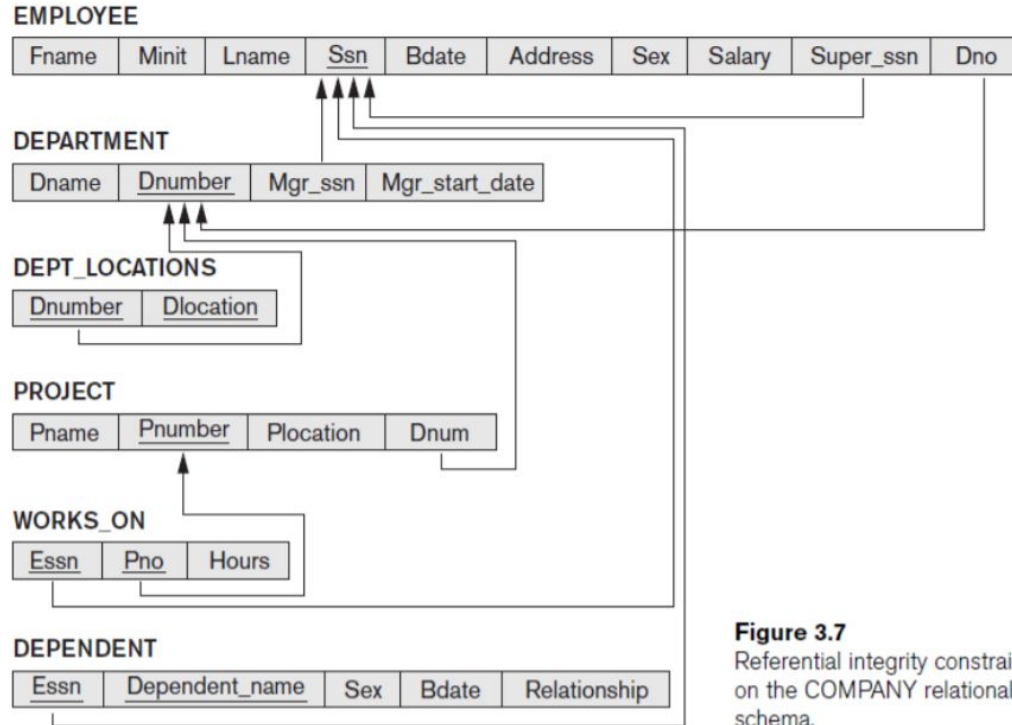 EMPLOYEE
Fname Minit Lname Ssn Bdate Address Sex Salary Super_ssn Dno
DEPARTMENT
Dname Dnumber Mgr_ssn Mgr_start_date
DEPT_LOCATIONS
Dnumber Dlocation
PROJECT
Pname Pnumber Plocation Dnum
WORKS_ON
Essn Pno Hours
DEPENDENT
Essn Dependent_name Sex Bdate Relationship
Figure 3.7
Referential integrity constrai
on the COMPANY relational
schema.